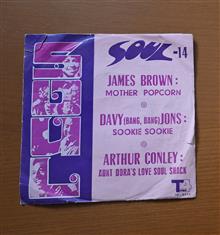 SOUL
SOUL-14
JAMES BROWN:
MOTHER POPCORN
DAVY (BANG, BANG) JONS:
SOOKIE SOOKIE
ARTHUR CONLEY:
AUNT DORA'S LOVE SOUL SHACK